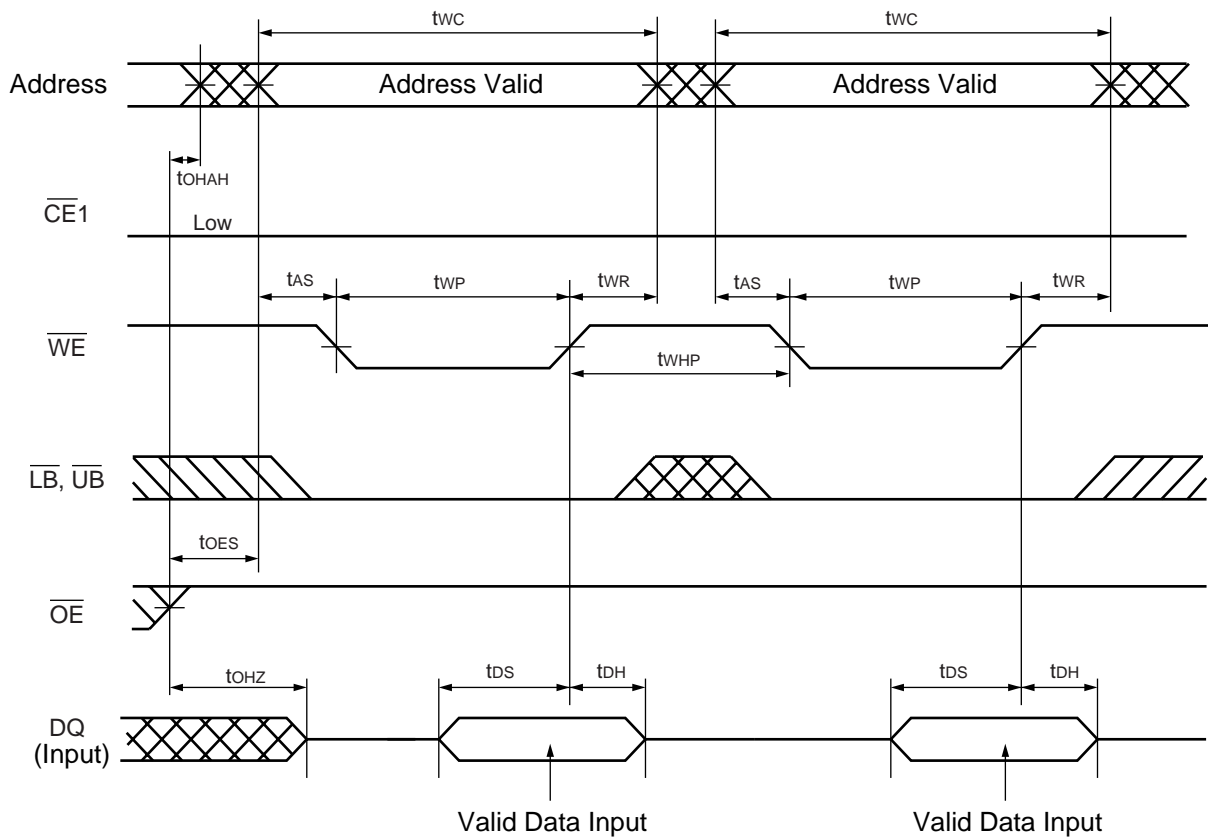 tWC tWC
Address Address Valid Address Valid
tOHAH
CE1 Low
tAS tWP tWR tAS tWP tWR
WE
tWHP
LB, UB
tOES
OE
tOHZ tDS tDH tDS tDH
DQ
(Input)
Valid Data Input Valid Data Input